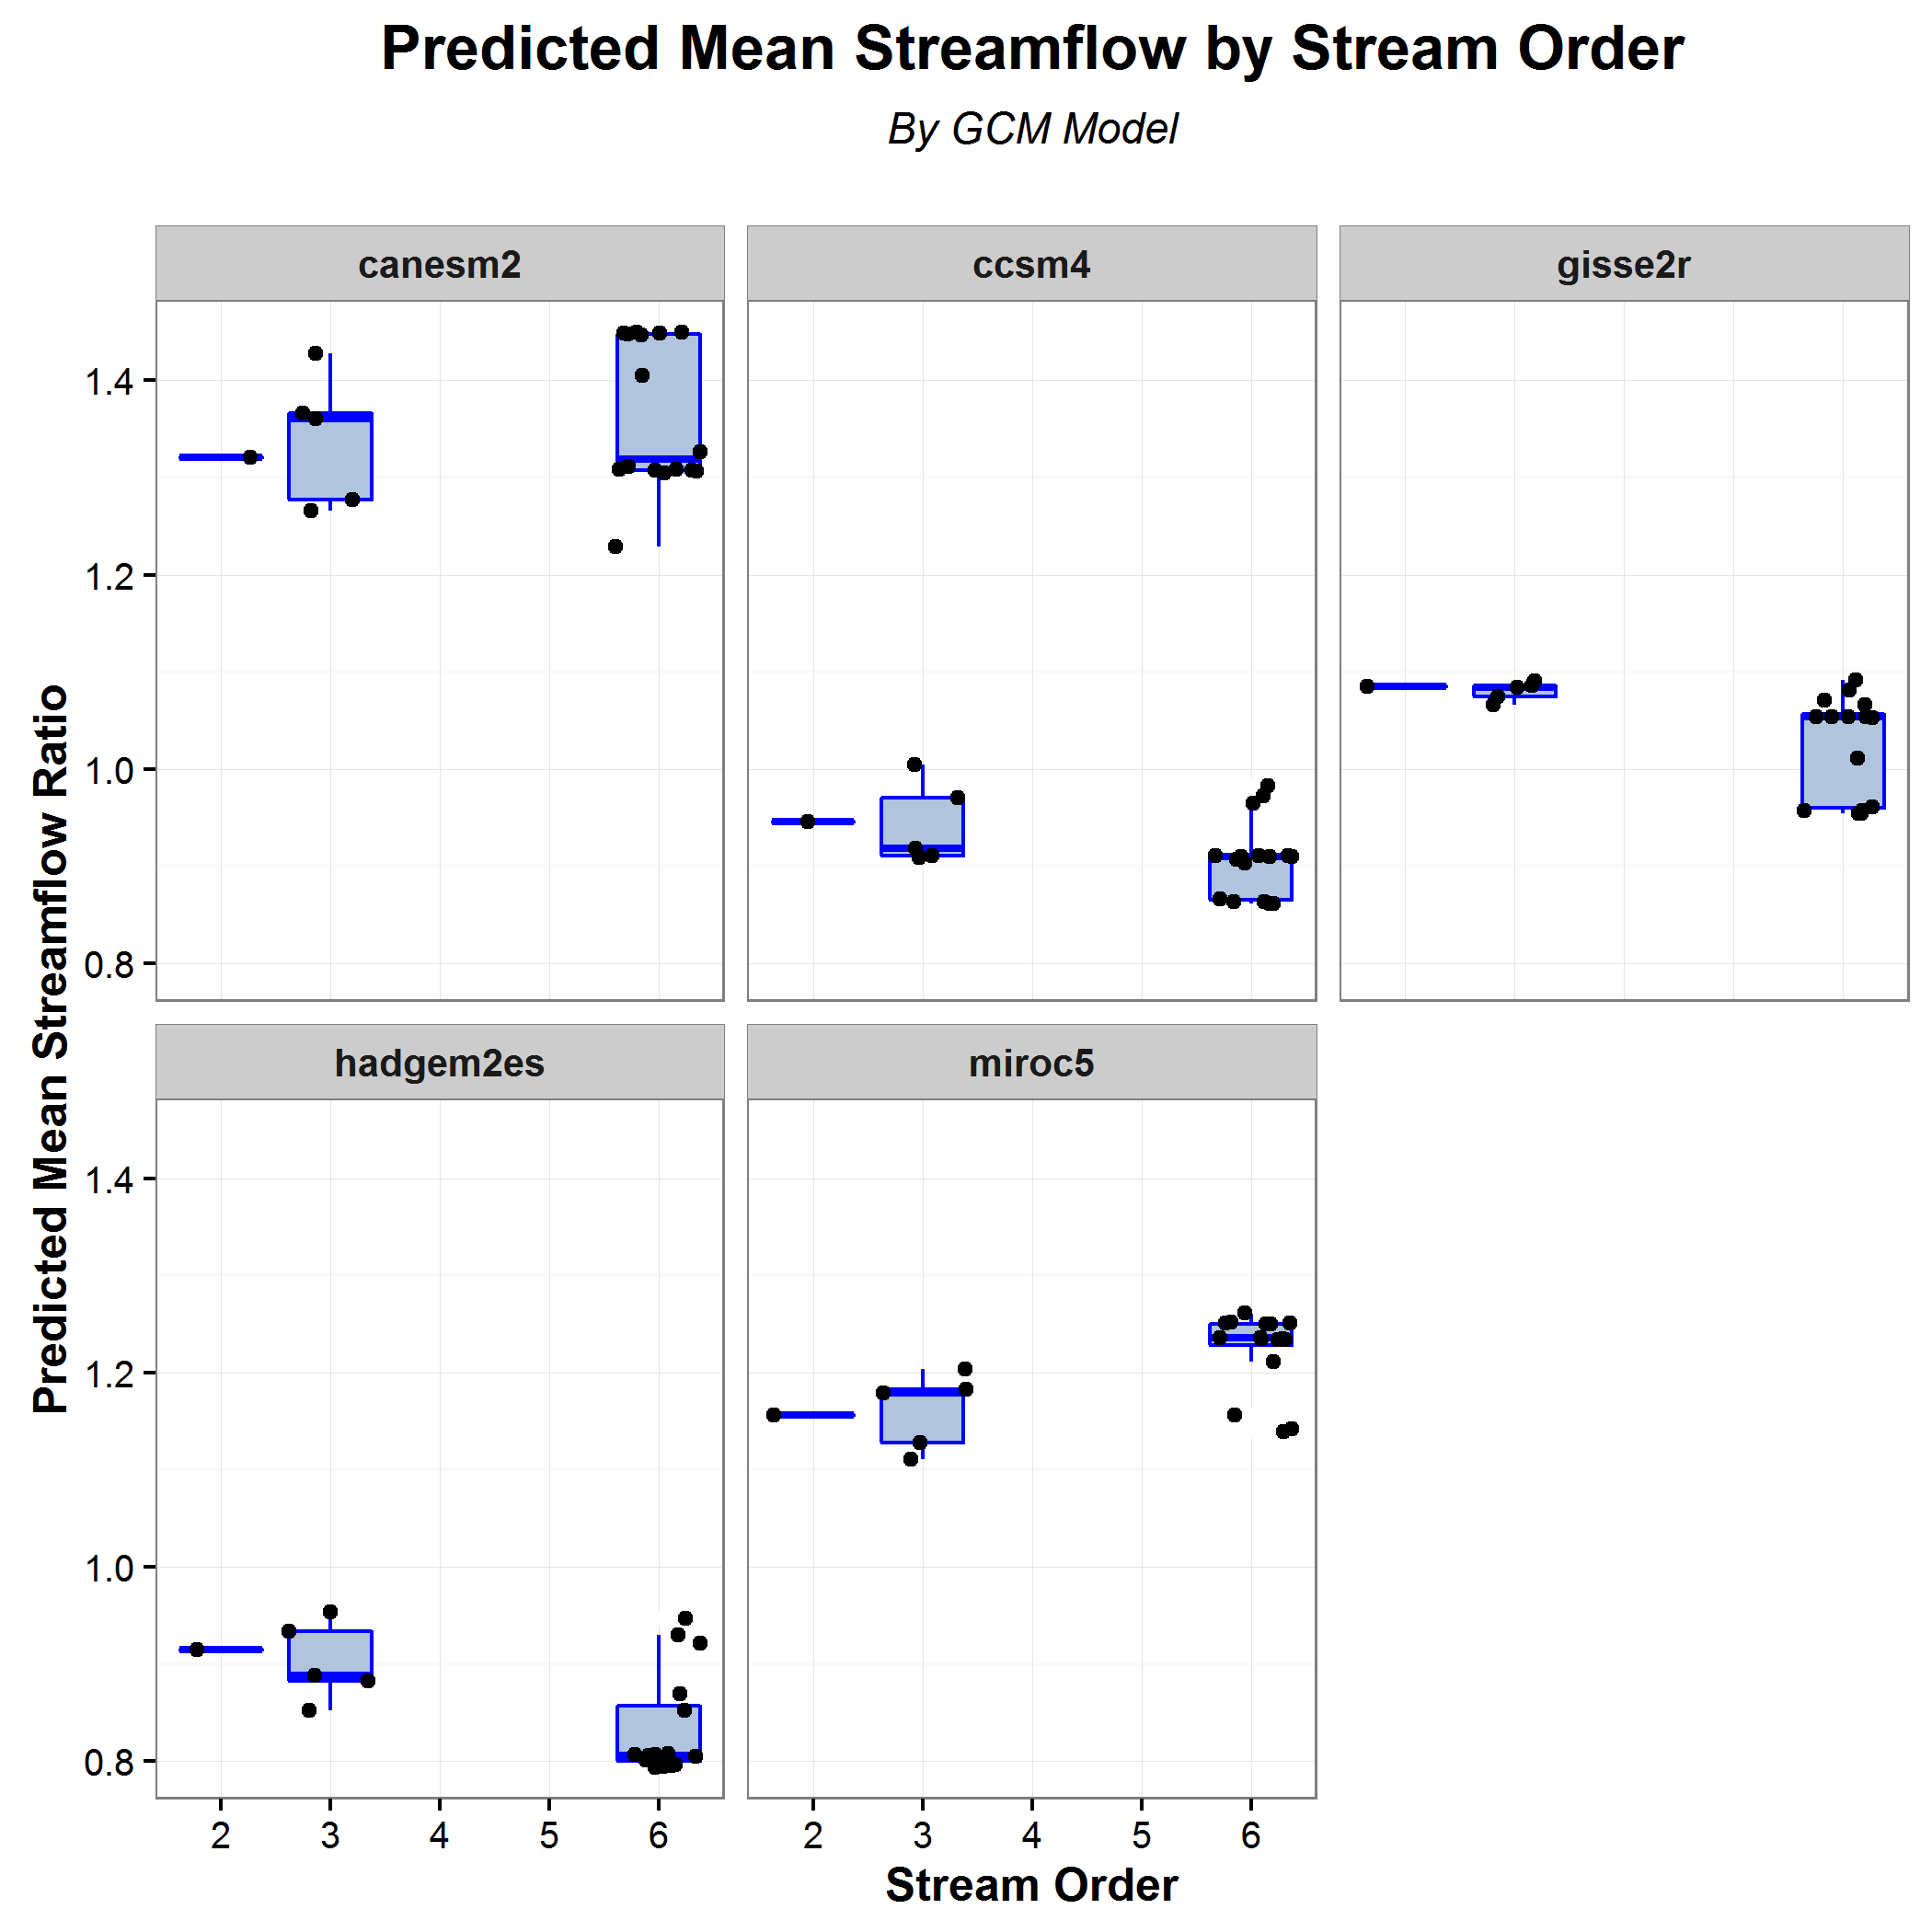 Predicted Mean Streamflow by Stream Order
By GCM Model
canesm2
ccsm4
gisse2r
1.4
1.2
1.0
0.8
Predicted Mean Streamflow Ratio
hadgem2es
miroc5
1.4
1.2
1.0
0.8
2 3 4 5 6
2 3 4 5 6
Stream Order